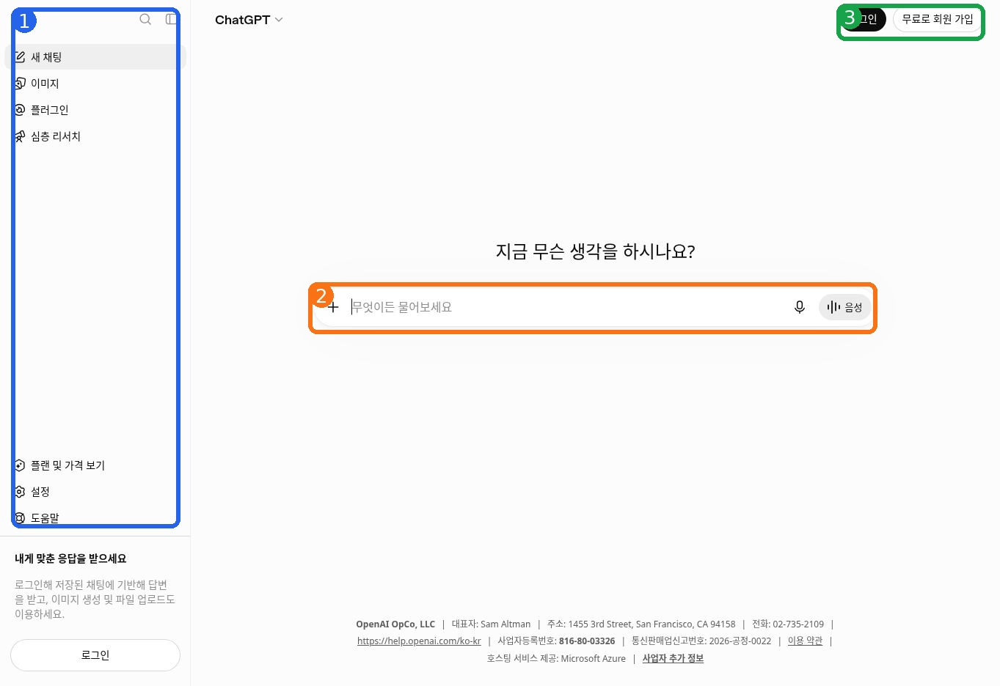 1
새 채팅
이미지
플러그인
심층 리서치
플랜 및 가격 보기
설정
도움말
내게 맞춘 응답을 받으세요
로그인해 저장된 채팅에 기반해 답변
을 받고, 이미지 생성 및 파일 업로드도
이용하세요.
로그인
ChatGPT
3
그인 무료로 회원 가입
지금 무슨 생각을 하시나요?
2
무엇이든 물어보세요 음성
OpenAI OpCo, LLC | 대표자: Sam Altman | 주소: 1455 3rd Street, San Francisco, CA 94158 | 전화: 02-735-2109 |
https://help.openai.com/ko-kr | 사업자등록번호: 816-80-03326 | 통신판매업신고번호: 2026-공정-0022 | 이용 약관 |
호스팅 서비스 제공: Microsoft Azure | 사업자 추가 정보